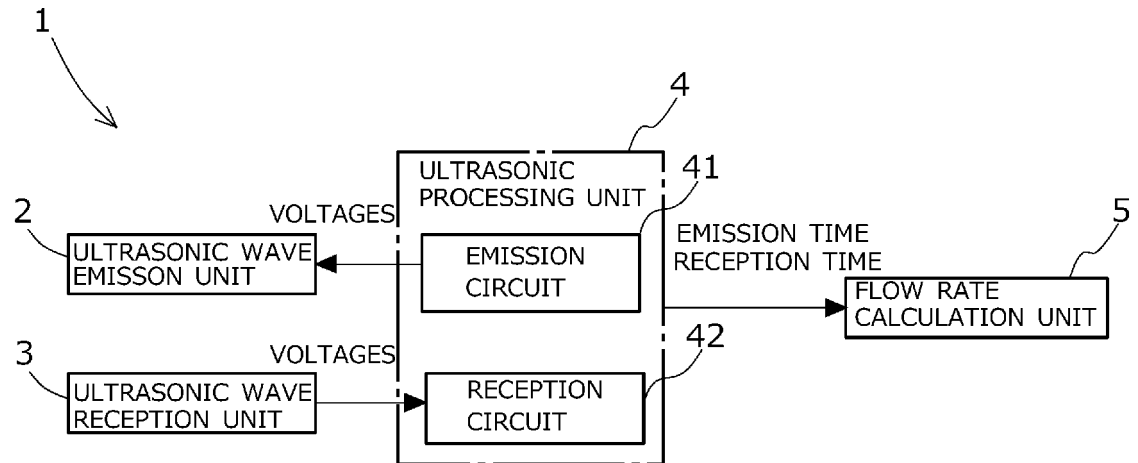 1
4
ULTRASONIC
PROCESSING UNIT
41
2
VOLTAGES
ULTRASONIC WAVE
EMISSON UNIT
EMISSION
CIRCUIT
EMISSION TIME
RECEPTION TIME
5
FLOW RATE
CALCULATION UNIT
3
VOLTAGES
42
ULTRASONIC WAVE
RECEPTION UNIT
RECEPTION
CIRCUIT